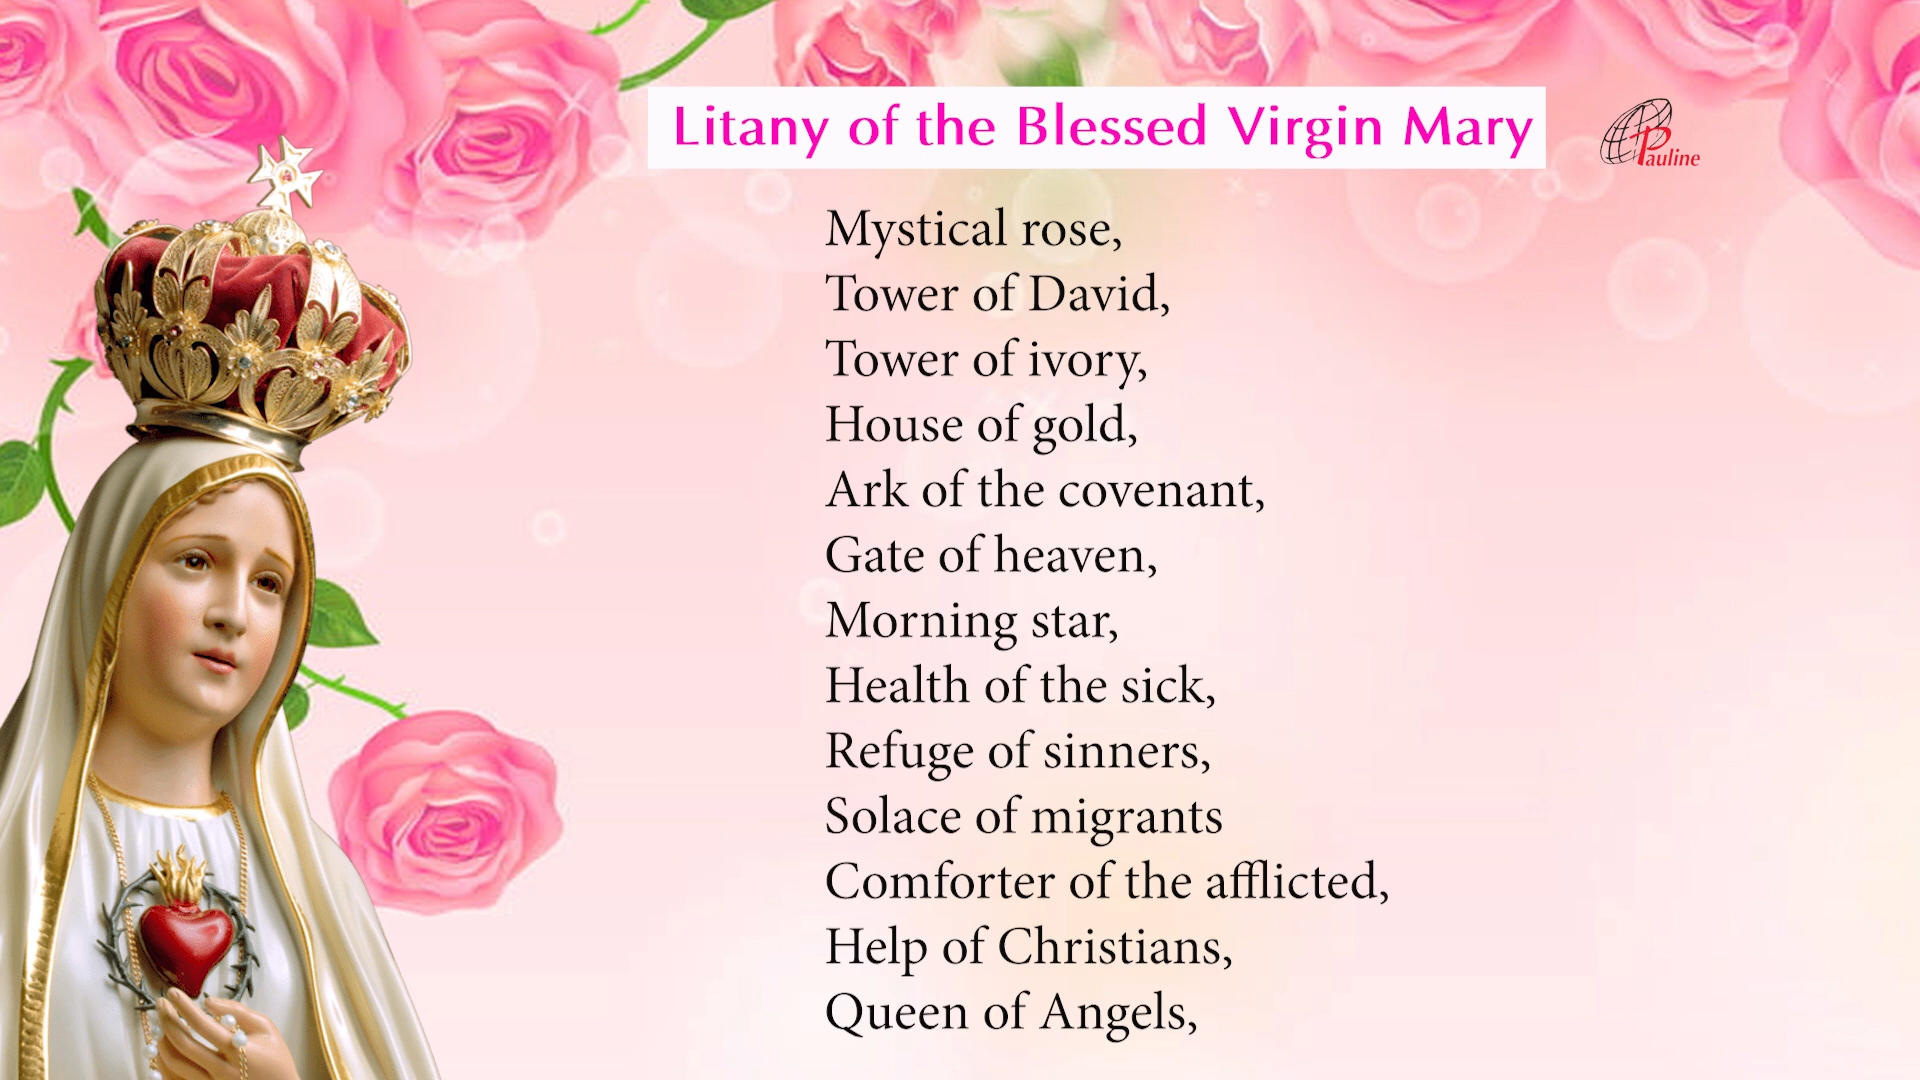 Litany of the Blessed Virgin Mary
Pauline
Mystical rose,
Tower of David,
Tower of ivory,
House of gold,
Ark of the covenant,
Gate of heaven,
Morning star,
Health of the sick,
Refuge of sinners,
Solace of migrants
Comforter of the afflicted,
Help of Christians,
Queen of Angels,